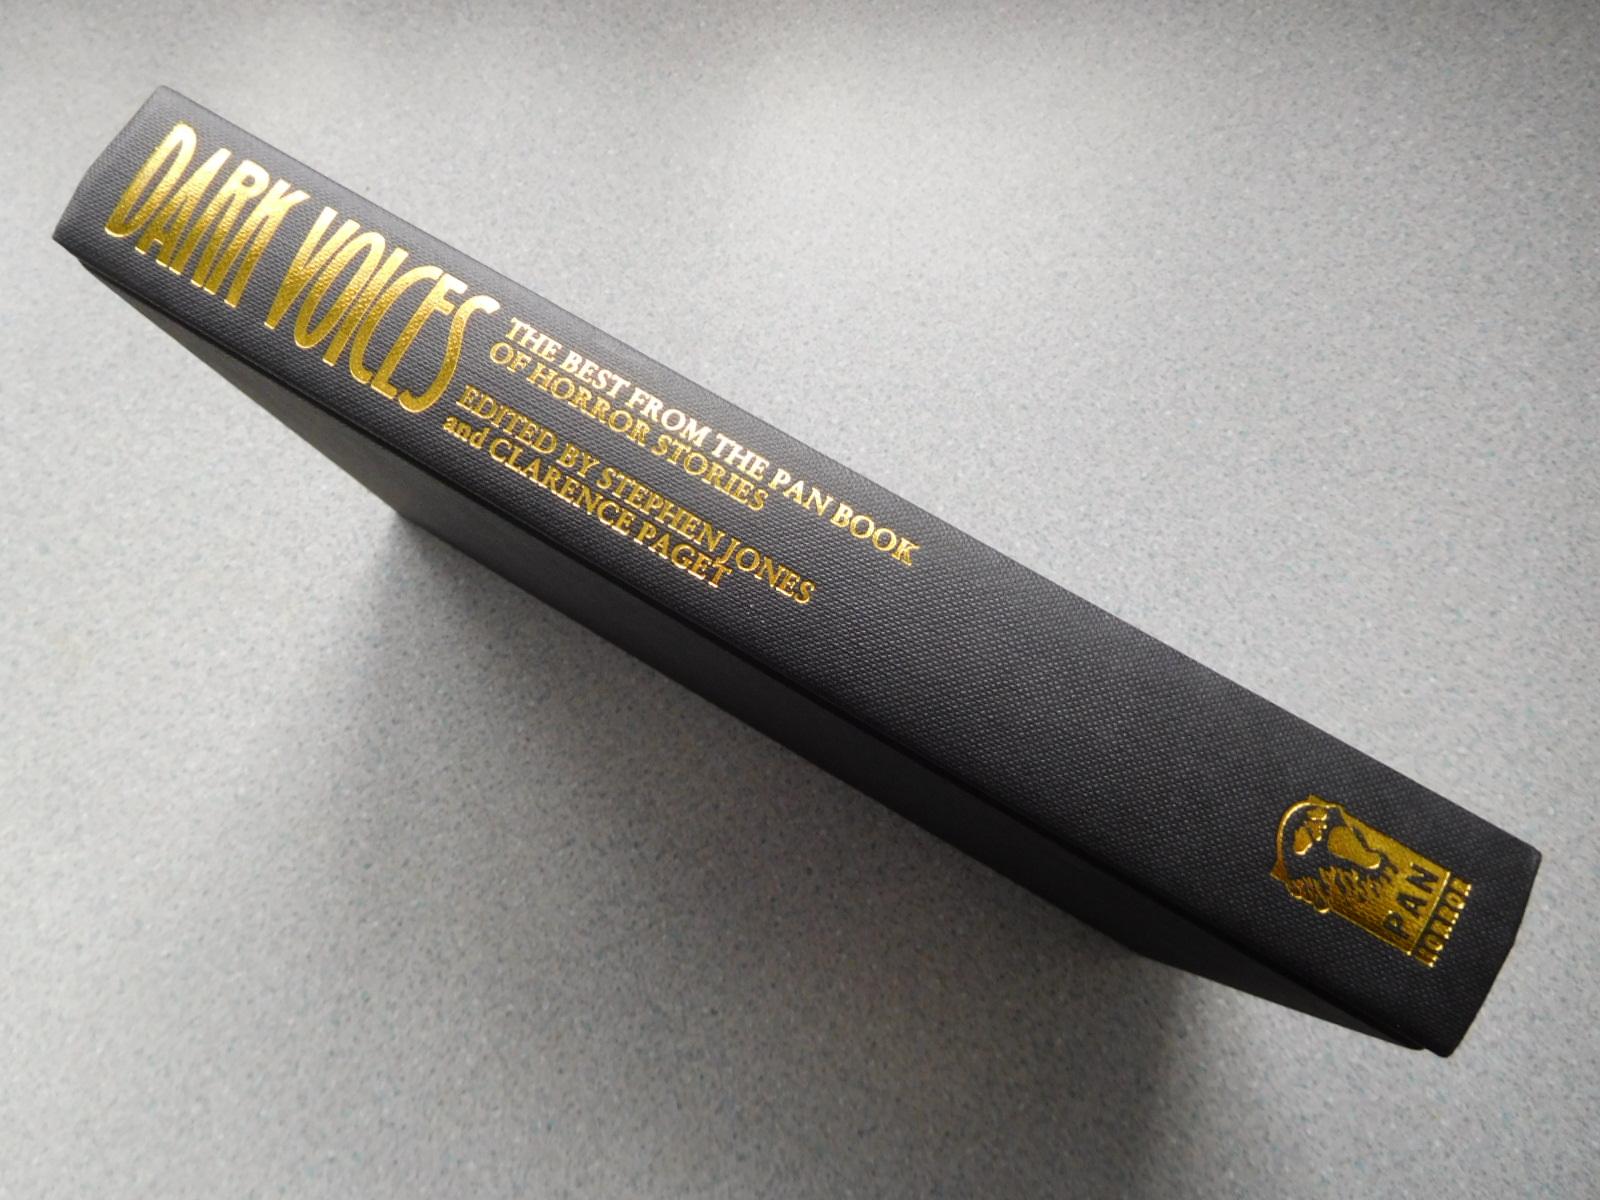 DARK VOICES
THE BEST FROM THE PAN BOOK
OF HORROR STORIES
EDITED BY STEPHEN JONES
and CLARENCE PAGET
PAN
HORROR